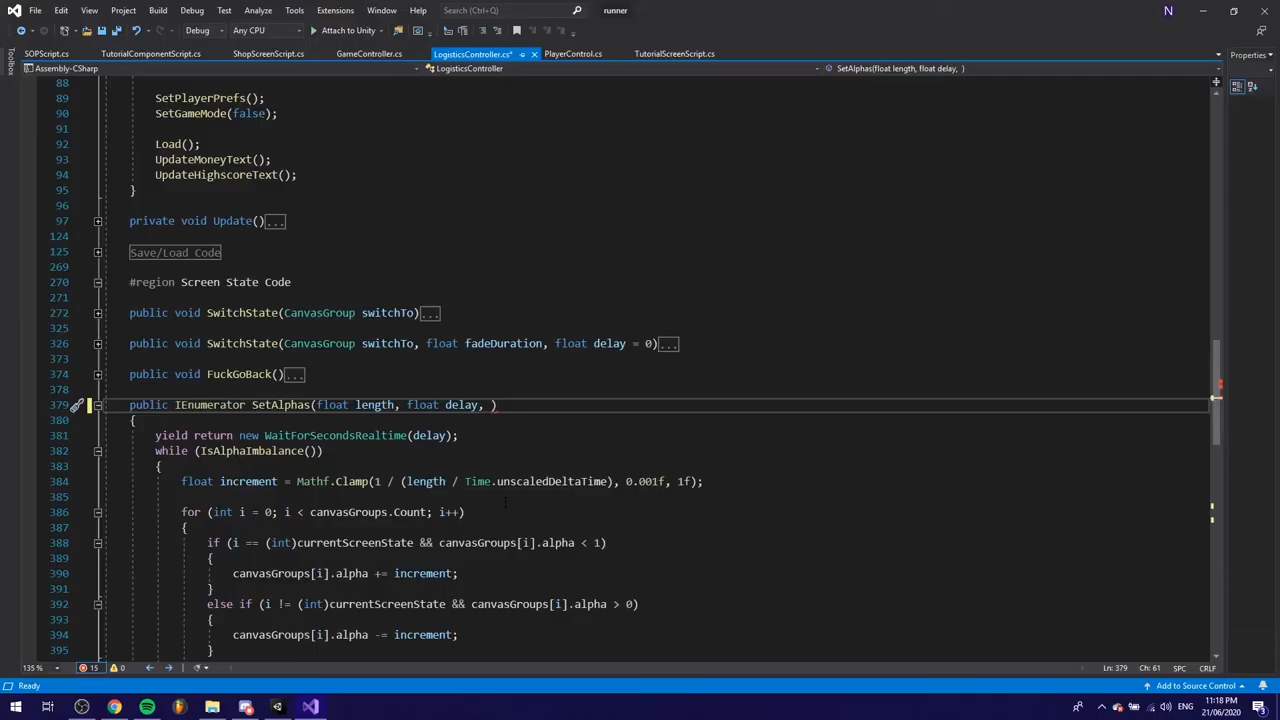 File Edit View Project Build Debug Test Analyze Tools Extensions Window Help Search (Ctrl+Q) runner N
Debug Any CPU Attach to Unity
SOPScript.cs TutorialComponentScript.cs ShopScreenScript.cs GameController.cs LogisticsController.cs* PlayerControl.cs TutorialScreenScript.cs Properties
Toolbox
Assembly-CSharp LogisticsController SetAlphas(float length, float delay, )
88
89 SetPlayerPrefs();
90 SetGameMode(false);
91
92 Load();
93 UpdateMoneyText();
94 UpdateHighscoreText();
95 }
96
97 private void Update()...
124
125 Save/Load Code
269
270 #region Screen State Code
271
272 public void SwitchState(CanvasGroup switchTo)...
325
326 public void SwitchState(CanvasGroup switchTo, float fadeDuration, float delay = 0)...
373
374 public void FuckGoBack()...
378
379 public IEnumerator SetAlphas(float length, float delay, )
380 {
381 yield return new WaitForSecondsRealtime(delay);
382 while (IsAlphaImbalance())
383 {
384 float increment = Mathf.Clamp(1 / (length / Time.unscaledDeltaTime), 0.001f, 1f);
385
386 for (int i = 0; i < canvasGroups.Count; i++)
387 {
388 if (i == (int)currentScreenState && canvasGroups[i].alpha < 1)
389 {
390 canvasGroups[i].alpha += increment;
391 }
392 else if (i != (int)currentScreenState && canvasGroups[i].alpha > 0)
393 {
394 canvasGroups[i].alpha -= increment;
395 }
135 % 15 0 Ln: 379 Ch: 61 SPC CRLF
Ready Add to Source Control
ENG 11:18 PM 21/06/2020 3